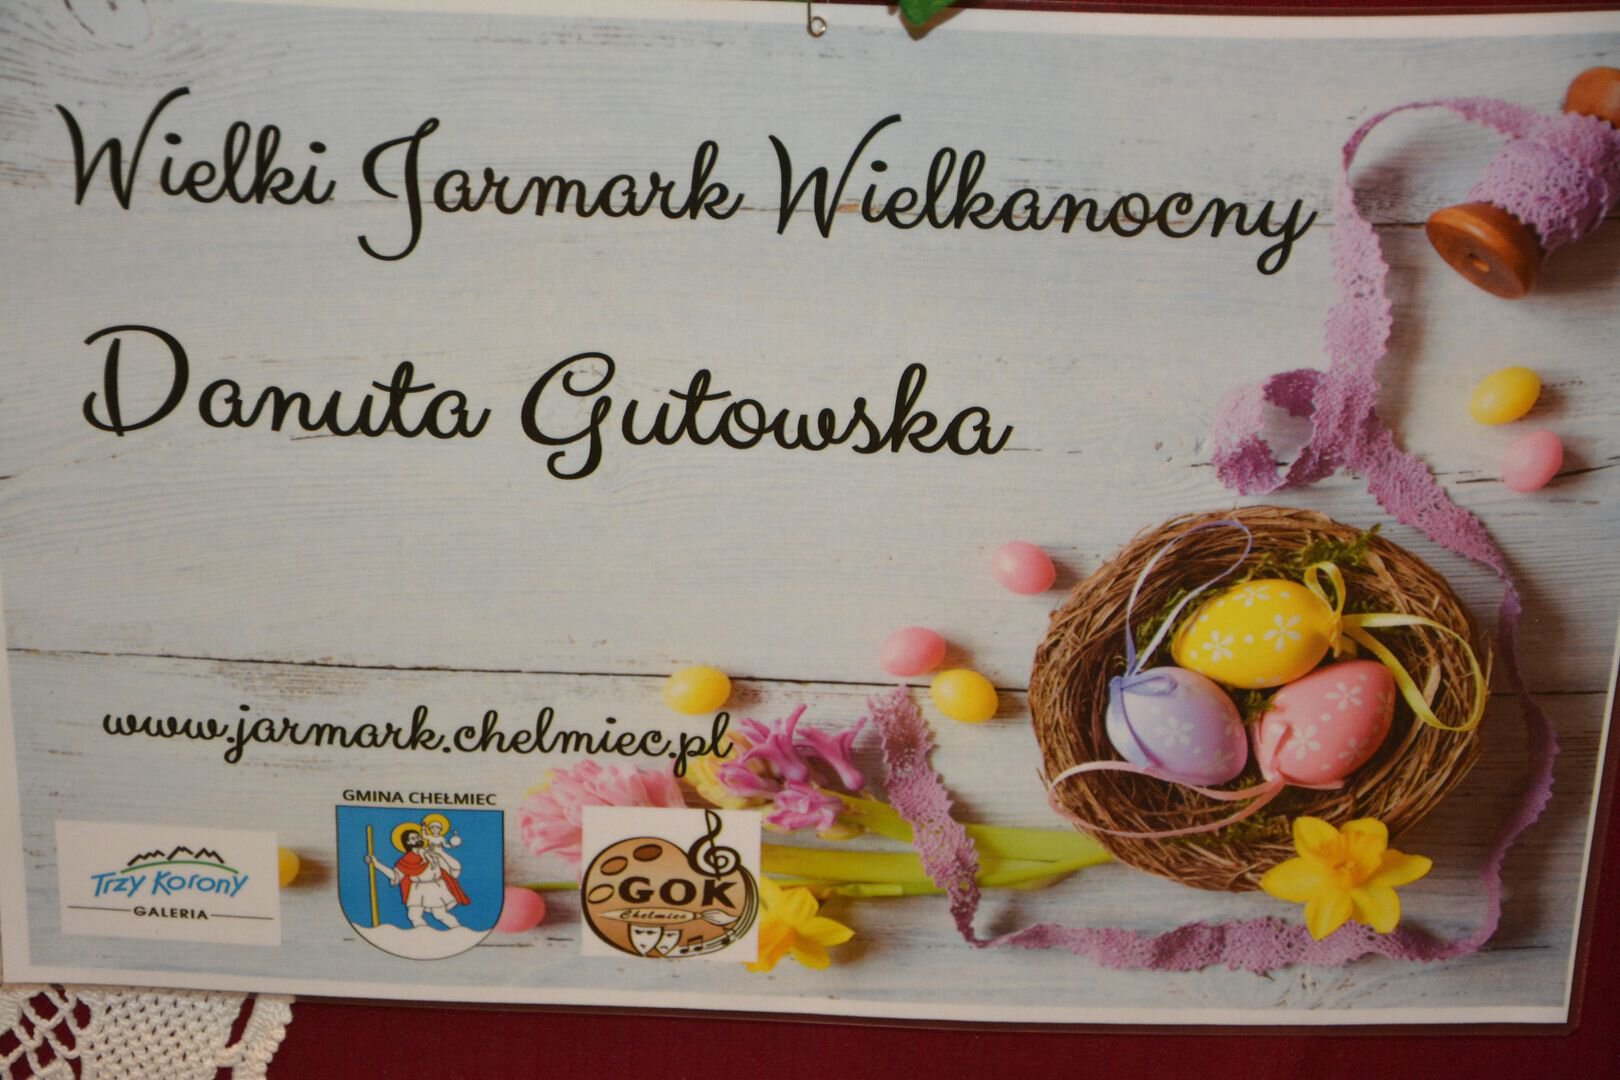 Wielki Jarmark Wielkanocny
Danuta Gutowska
www.jarmark.chelmiec.pl
GMINA CHEŁMIEC
Trzy Korony
GALERIA
GOK
Chełmiec